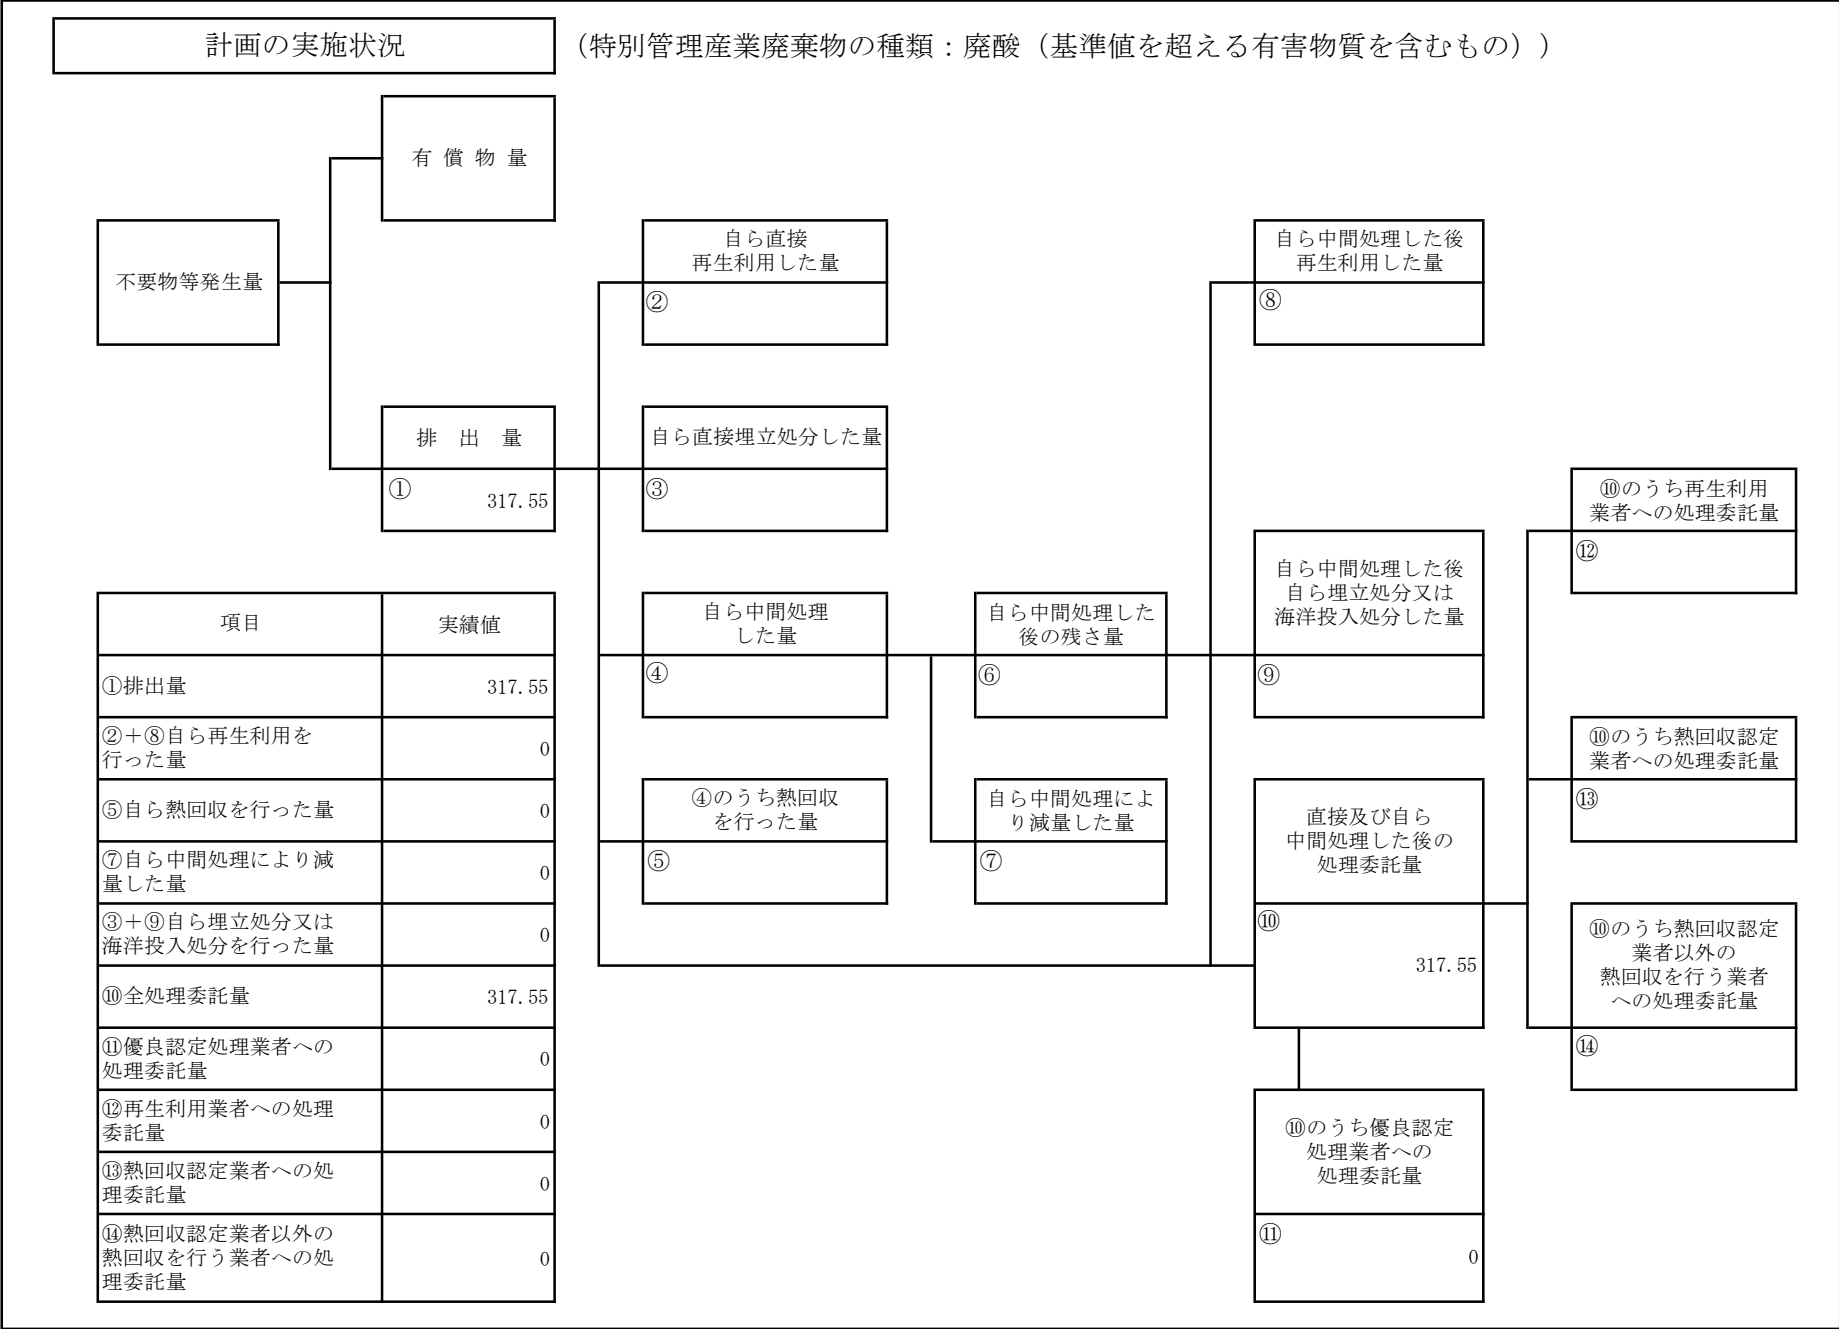 計画の実施状況
（特別管理産業廃棄物の種類：廃酸（基準値を超える有害物質を含むもの））
有償物量
不要物等発生量
自ら直接
再生利用した量
②
自ら中間処理した後
再生利用した量
⑧
排出量
①
317.55
自ら直接埋立処分した量
③
⑩のうち再生利用
業者への処理委託量
⑫
自ら中間処理
した量
④
自ら中間処理した
後の残さ量
⑥
自ら中間処理した後
自ら埋立処分又は
海洋投入処分した量
⑨
④のうち熱回収
を行った量
⑤
自ら中間処理によ
り減量した量
⑦
直接及び自ら
中間処理した後の
処理委託量
⑩
317.55
⑩のうち熱回収認定
業者への処理委託量
⑬
⑩のうち熱回収認定
業者以外の
熱回収を行う業者
への処理委託量
⑭
⑩のうち優良認定
処理業者への
処理委託量
⑪
0
項目 実績値
①排出量 317.55
②＋⑧自ら再生利用を
行った量 0
⑤自ら熱回収を行った量 0
⑦自ら中間処理により減
量した量 0
③＋⑨自ら埋立処分又は
海洋投入処分を行った量 0
⑩全処理委託量 317.55
⑪優良認定処理業者への
処理委託量 0
⑫再生利用業者への処理
委託量 0
⑬熱回収認定業者への処
理委託量 0
⑭熱回収認定業者以外の
熱回収を行う業者への処
理委託量 0